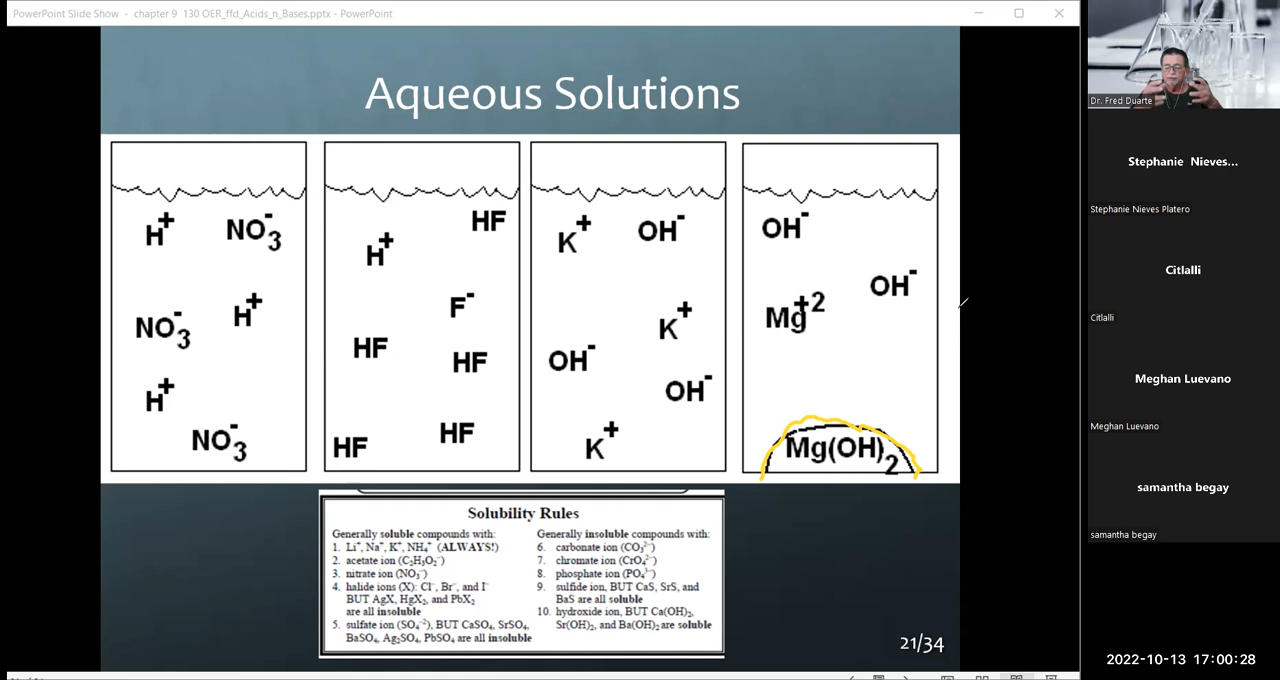 PowerPoint Slide Show - chapter 9 130 OER_ffd_Acids_n_Bases.pptx - PowerPoint
Aqueous Solutions
H+ NO3-
NO3- H+
H+
NO3-
HF
H+
F-
HF
HF
HF
HF
K+ OH-
K+
OH-
OH-
K+
OH-
OH-
Mg+2
Mg(OH)2
Solubility Rules
Generally soluble compounds with:
1. Li+, Na+, K+, NH4+ (ALWAYS!)
2. acetate ion (C2H3O2-)
3. nitrate ion (NO3-)
4. halide ions (X): Cl-, Br-, and I-
BUT AgX, HgX2, and PbX2
are all insoluble
5. sulfate ion (SO4-2), BUT CaSO4, SrSO4,
BaSO4, Ag2SO4, PbSO4 are all insoluble
Generally insoluble compounds with:
6. carbonate ion (CO3 2-)
7. chromate ion (CrO4 2-)
8. phosphate ion (PO4 3-)
9. sulfide ion, BUT CaS, SrS, and
BaS are all soluble
10. hydroxide ion, BUT Ca(OH)2,
Sr(OH)2, and Ba(OH)2 are soluble
21/34
Dr. Fred Duarte
Stephanie Nieves...
Stephanie Nieves Platero
Citlalli
Citlalli
Meghan Luevano
Meghan Luevano
samantha begay
samantha begay
2022-10-13 17:00:28